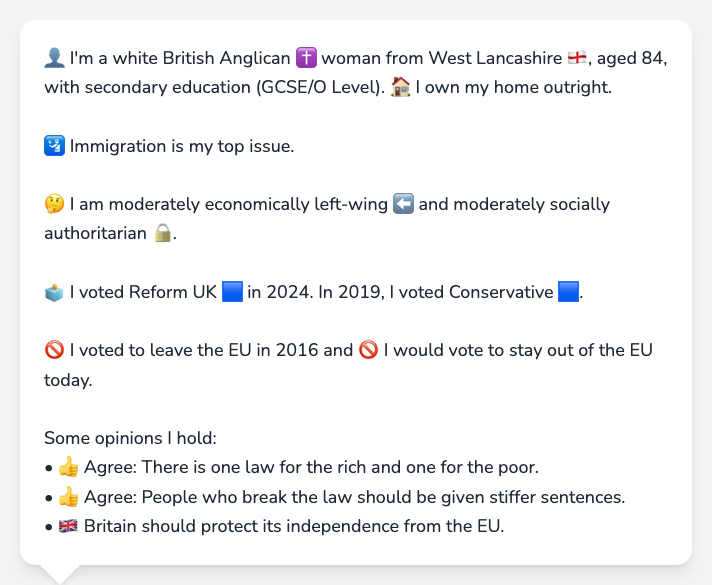 👤 I'm a white British Anglican ✝️ woman from West Lancashire 🏴󠁧󠁢󠁥󠁮󠁧󠁿, aged 84,
with secondary education (GCSE/O Level). 🏠 I own my home outright.
🛂 Immigration is my top issue.
🤔 I am moderately economically left-wing ⬅️ and moderately socially
authoritarian 🔒.
🗳️ I voted Reform UK 🟦 in 2024. In 2019, I voted Conservative 🟦.
🚫 I voted to leave the EU in 2016 and 🚫 I would vote to stay out of the EU
today.
Some opinions I hold:
• 👍 Agree: There is one law for the rich and one for the poor.
• 👍 Agree: People who break the law should be given stiffer sentences.
• 🇬🇧 Britain should protect its independence from the EU.